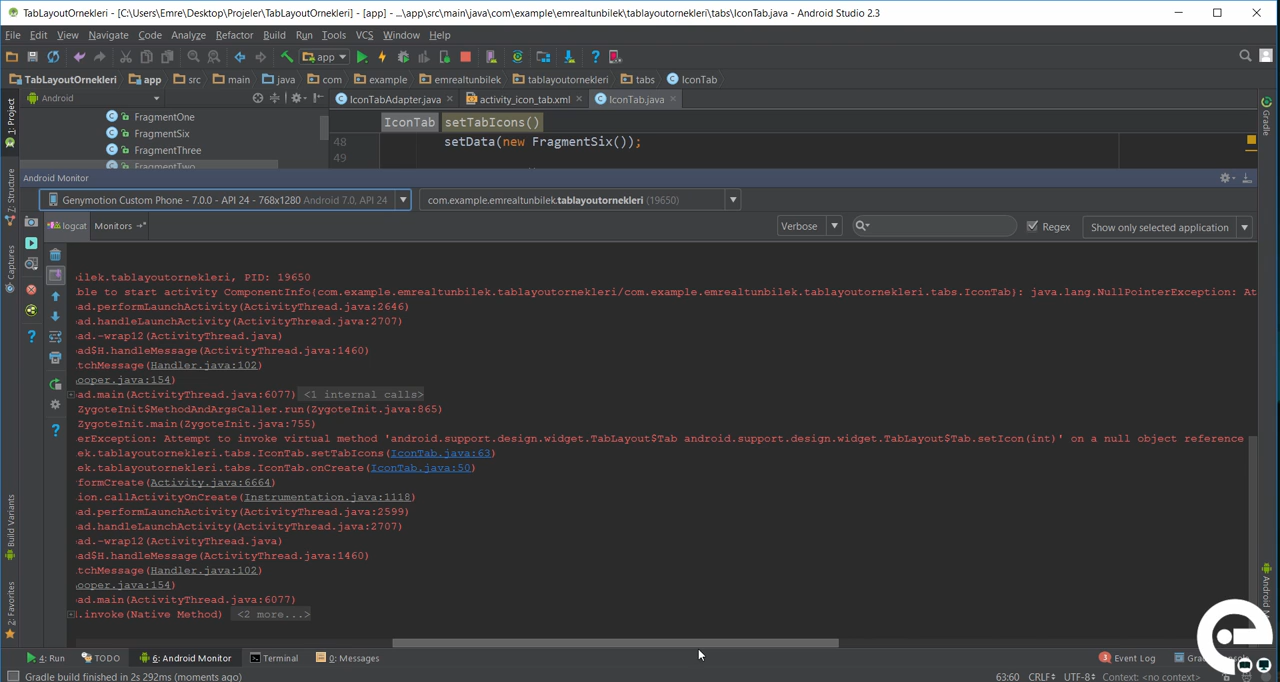 TabLayoutOrnekleri - [C:\Users\Emre\Desktop\Projeler\TabLayoutOrnekleri] - [app] - ...\app\src\main\java\com\example\emrealtunbilek\tablayoutornekleri\tabs\IconTab.java - Android Studio 2.3
File Edit View Navigate Code Analyze Refactor Build Run Tools VCS Window Help
app
TabLayoutOrnekleri app src main java com example emrealtunbilek tablayoutornekleri tabs IconTab
Android
IconTabAdapter.java activity_icon_tab.xml IconTab.java
FragmentOne
FragmentSix
FragmentThree
FragmentTwo
IconTab setTabIcons()
48 setData(new FragmentSix());
49
1: Project
Structure
Captures
Build Variants
2: Favorites
Gradle
Android Monitor
Genymotion Custom Phone - 7.0.0 - API 24 - 768x1280 Android 7.0, API 24
com.example.emrealtunbilek.tablayoutornekleri (19650)
logcat Monitors
Verbose
Regex
Show only selected application
ilek.tablayoutornekleri, PID: 19650
ble to start activity ComponentInfo{com.example.emrealtunbilek.tablayoutornekleri/com.example.emrealtunbilek.tablayoutornekleri.tabs.IconTab}: java.lang.NullPointerException: At
ad.performLaunchActivity(ActivityThread.java:2646)
ad.handleLaunchActivity(ActivityThread.java:2707)
ad.-wrap12(ActivityThread.java)
ad$H.handleMessage(ActivityThread.java:1460)
tchMessage(Handler.java:102)
ooper.java:154)
ad.main(ActivityThread.java:6077) <1 internal calls>
ZygoteInit$MethodAndArgsCaller.run(ZygoteInit.java:865)
ZygoteInit.main(ZygoteInit.java:755)
erException: Attempt to invoke virtual method 'android.support.design.widget.TabLayout$Tab android.support.design.widget.TabLayout$Tab.setIcon(int)' on a null object reference
ek.tablayoutornekleri.tabs.IconTab.setTabIcons(IconTab.java:63)
ek.tablayoutornekleri.tabs.IconTab.onCreate(IconTab.java:50)
formCreate(Activity.java:6664)
ion.callActivityOnCreate(Instrumentation.java:1118)
ad.performLaunchActivity(ActivityThread.java:2599)
ad.handleLaunchActivity(ActivityThread.java:2707)
ad.-wrap12(ActivityThread.java)
ad$H.handleMessage(ActivityThread.java:1460)
tchMessage(Handler.java:102)
ooper.java:154)
ad.main(ActivityThread.java:6077)
.invoke(Native Method) <2 more...>
4: Run TODO 6: Android Monitor Terminal 0: Messages
Event Log
Gradle build finished in 2s 292ms (moments ago)
63:60 CRLF UTF-8 Context: <no context>